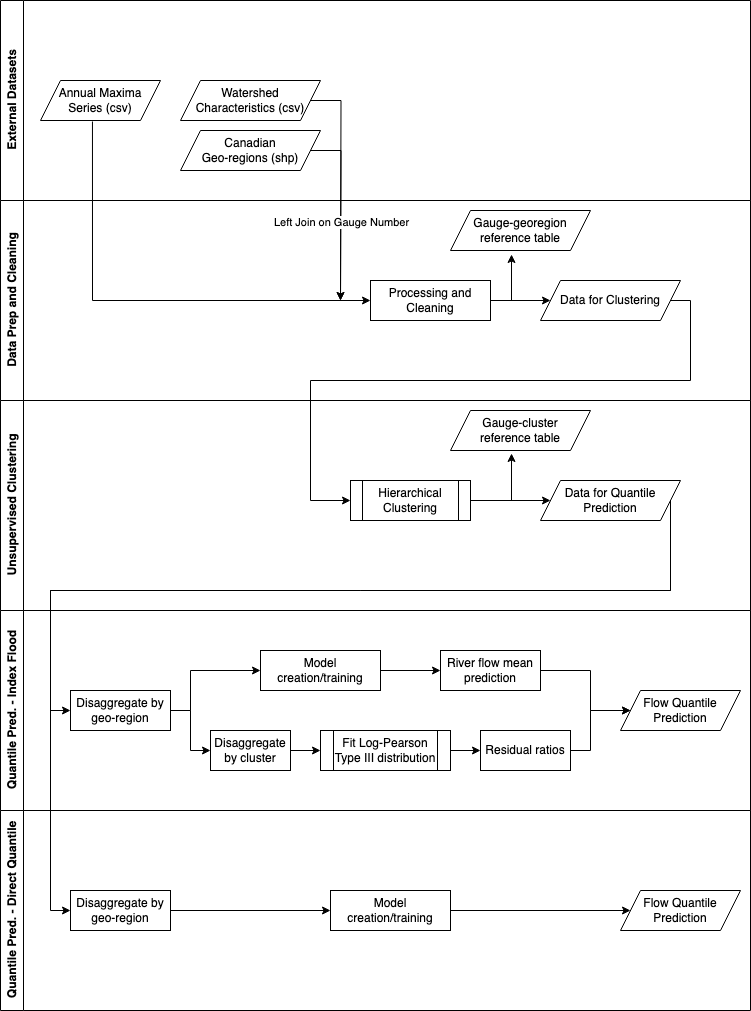 External Datasets
Annual Maxima
Series (csv)
Watershed
Characteristics (csv)
Canadian
Geo-regions (shp)
Data Prep and Cleaning
Left Join on Gauge Number
Gauge-georegion
reference table
Processing and
Cleaning
Data for Clustering
Unsupervised Clustering
Gauge-cluster
reference table
Hierarchical
Clustering
Data for Quantile
Prediction
Quantile Pred. - Index Flood
Disaggregate by
geo-region
Model
creation/training
River flow mean
prediction
Disaggregate
by cluster
Fit Log-Pearson
Type III distribution
Residual ratios
Flow Quantile
Prediction
Quantile Pred. - Direct Quantile
Disaggregate by
geo-region
Model
creation/training
Flow Quantile
Prediction